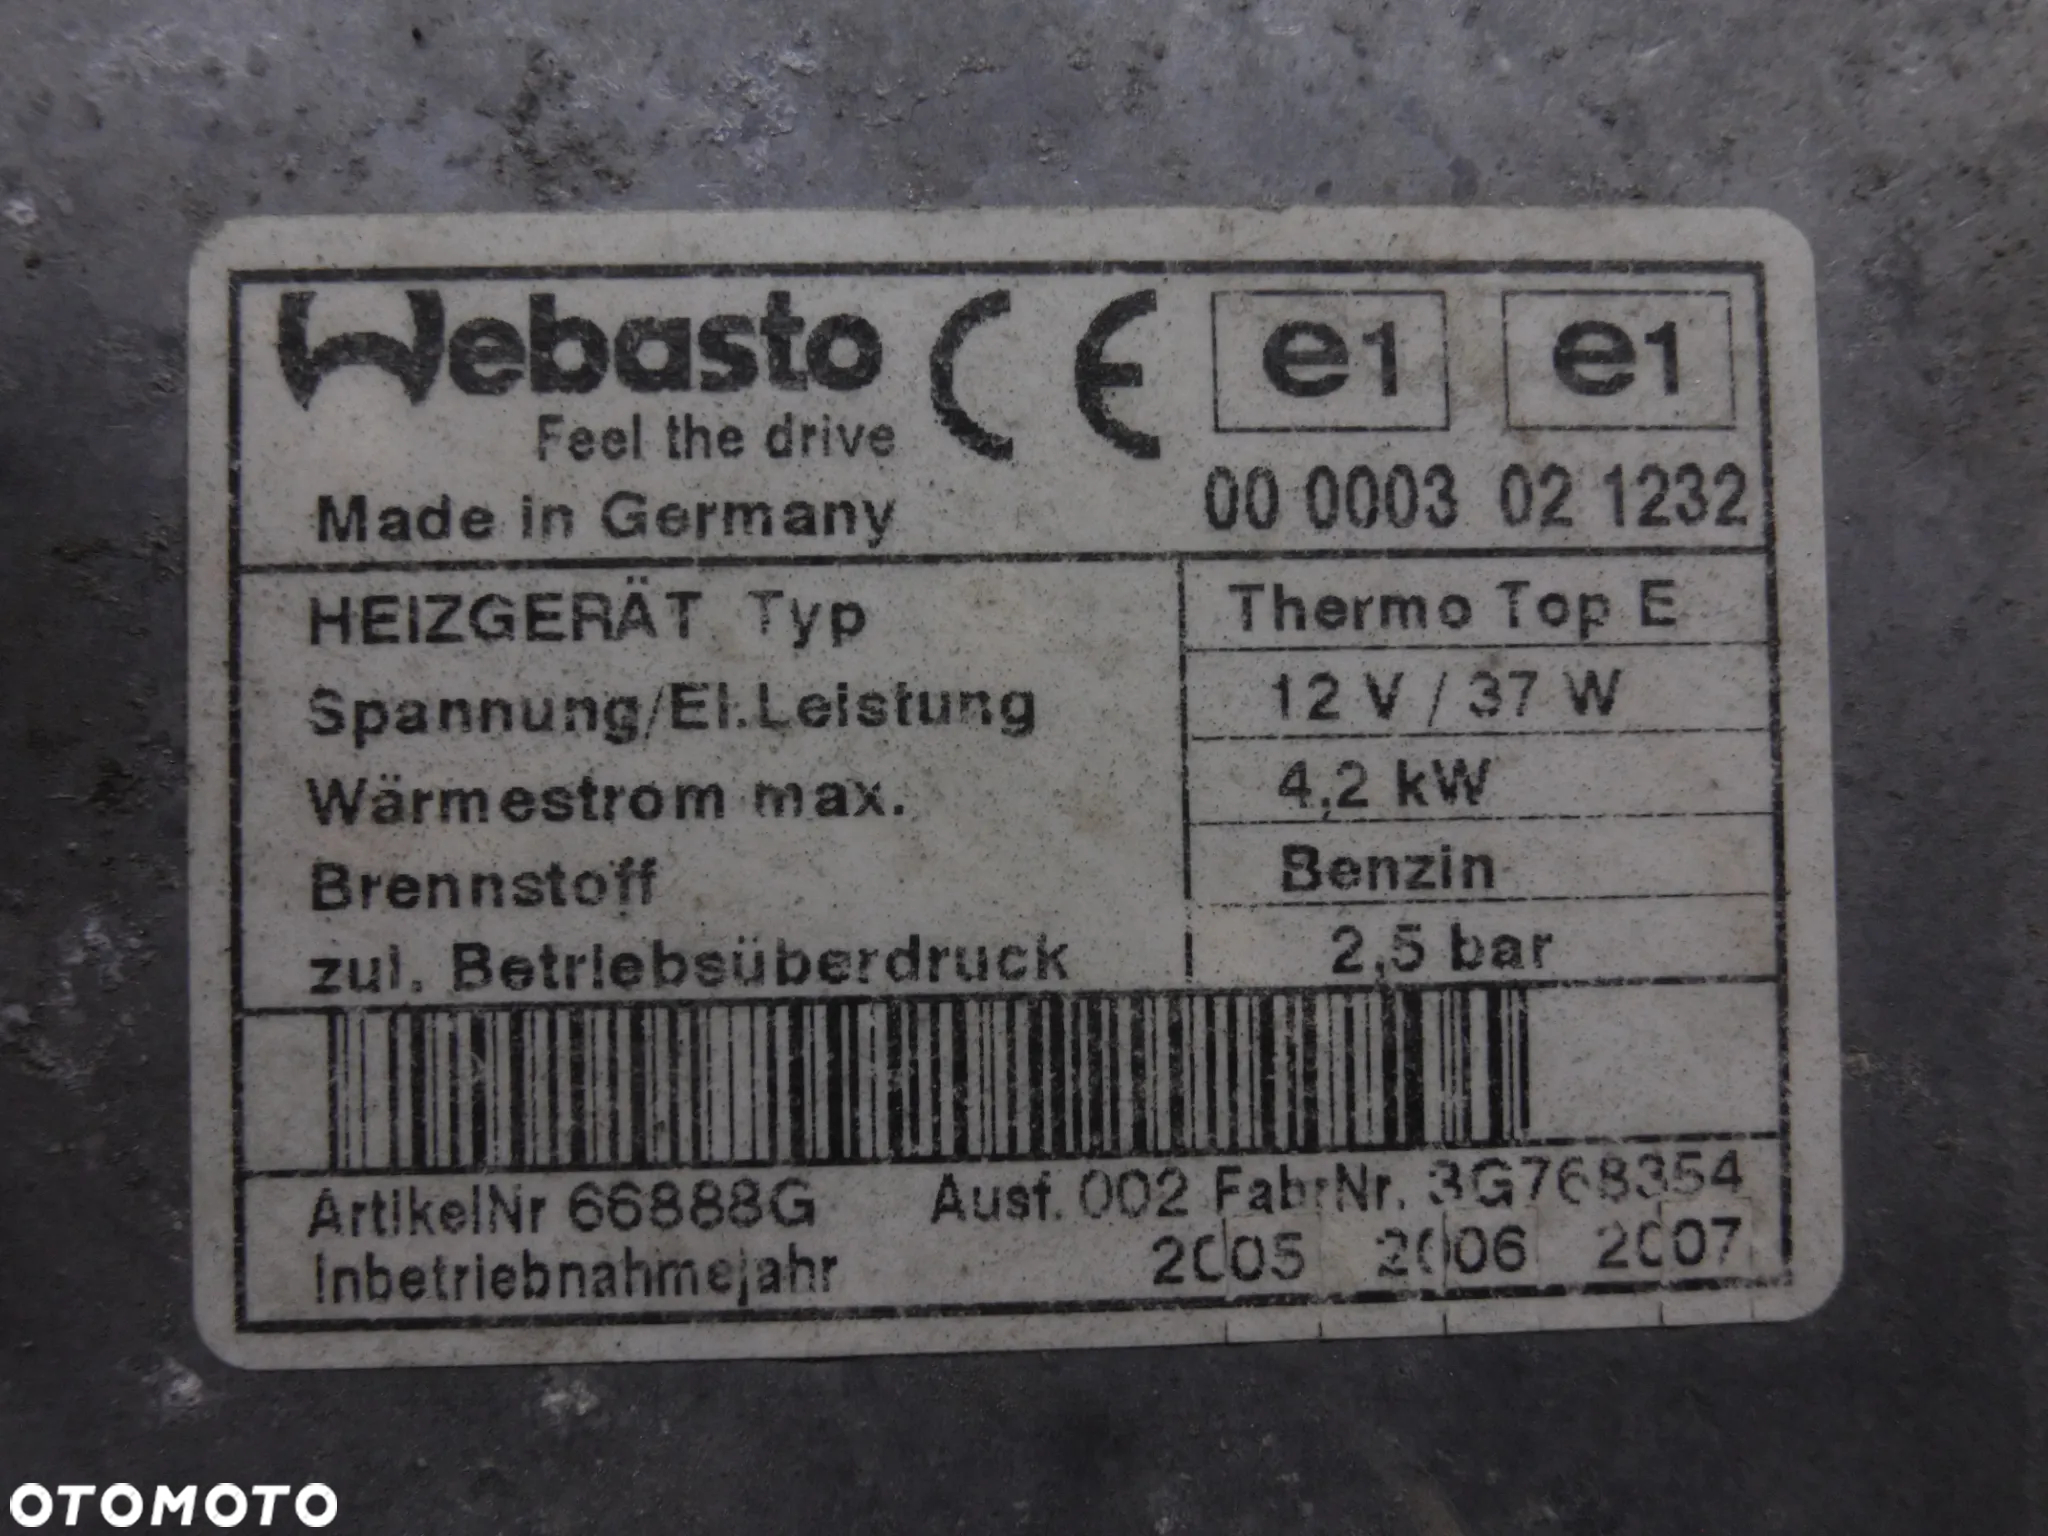 Webasto CE e1 e1
Feel the drive
Made in Germany 00 0003 02 1232
HEIZGERÄT Typ Thermo Top E
Spannung/El.Leistung 12 V / 37 W
Wärmestrom max. 4,2 kW
Brennstoff Benzin
zul. Betriebsüberdruck 2,5 bar
ArtikelNr 66888G Ausf. 002 FabrNr. 3G768354
Inbetriebnahmejahr 2005 2006 2007
OTOMOTO